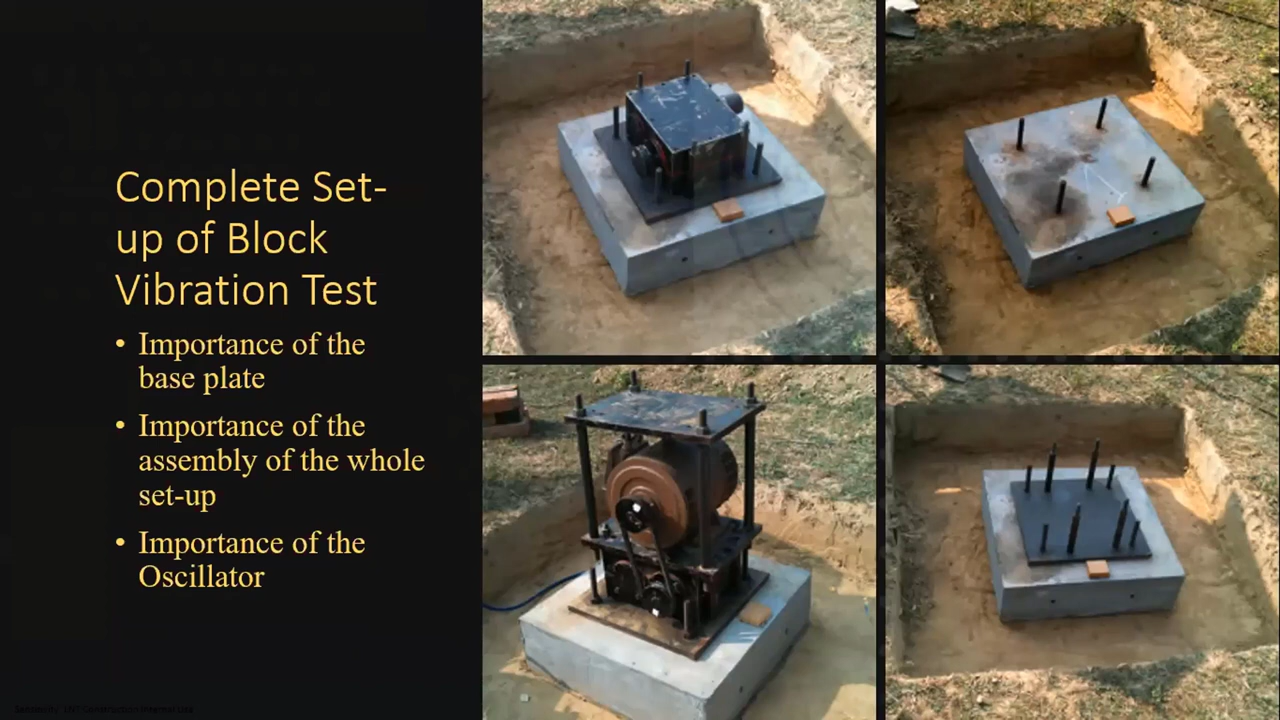 Complete Set-
up of Block
Vibration Test
• Importance of the
base plate
• Importance of the
assembly of the whole
set-up
• Importance of the
Oscillator